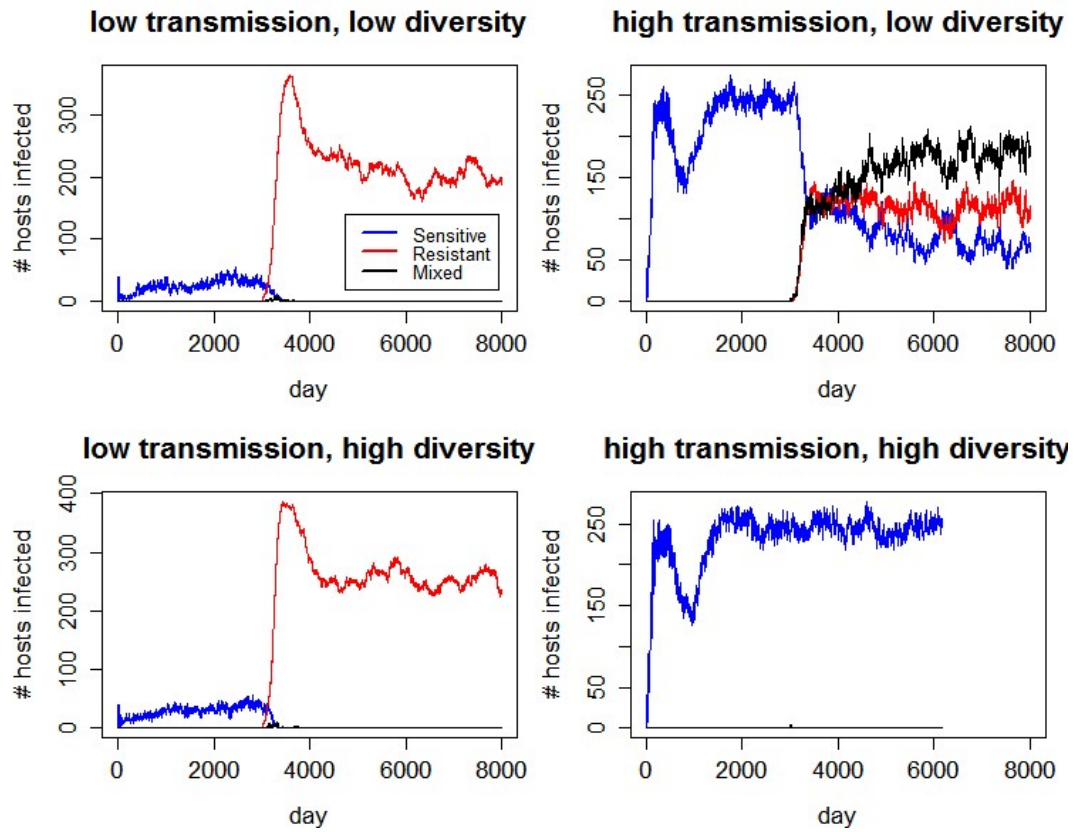 low transmission, low diversity
# hosts infected
300
200
100
0
Sensitive
Resistant
Mixed
0 2000 4000 6000 8000
day
high transmission, low diversity
# hosts infected
250
150
50
0
0 2000 4000 6000 8000
day
low transmission, high diversity
# hosts infected
400
300
200
100
0
0 2000 4000 6000 8000
day
high transmission, high diversity
# hosts infected
250
150
50
0
0 2000 4000 6000 8000
day